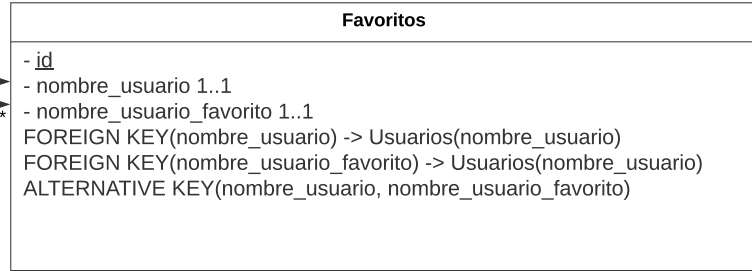 Favoritos
- id
- nombre_usuario 1..1
- nombre_usuario_favorito 1..1
*
FOREIGN KEY(nombre_usuario) -> Usuarios(nombre_usuario)
FOREIGN KEY(nombre_usuario_favorito) -> Usuarios(nombre_usuario)
ALTERNATIVE KEY(nombre_usuario, nombre_usuario_favorito)